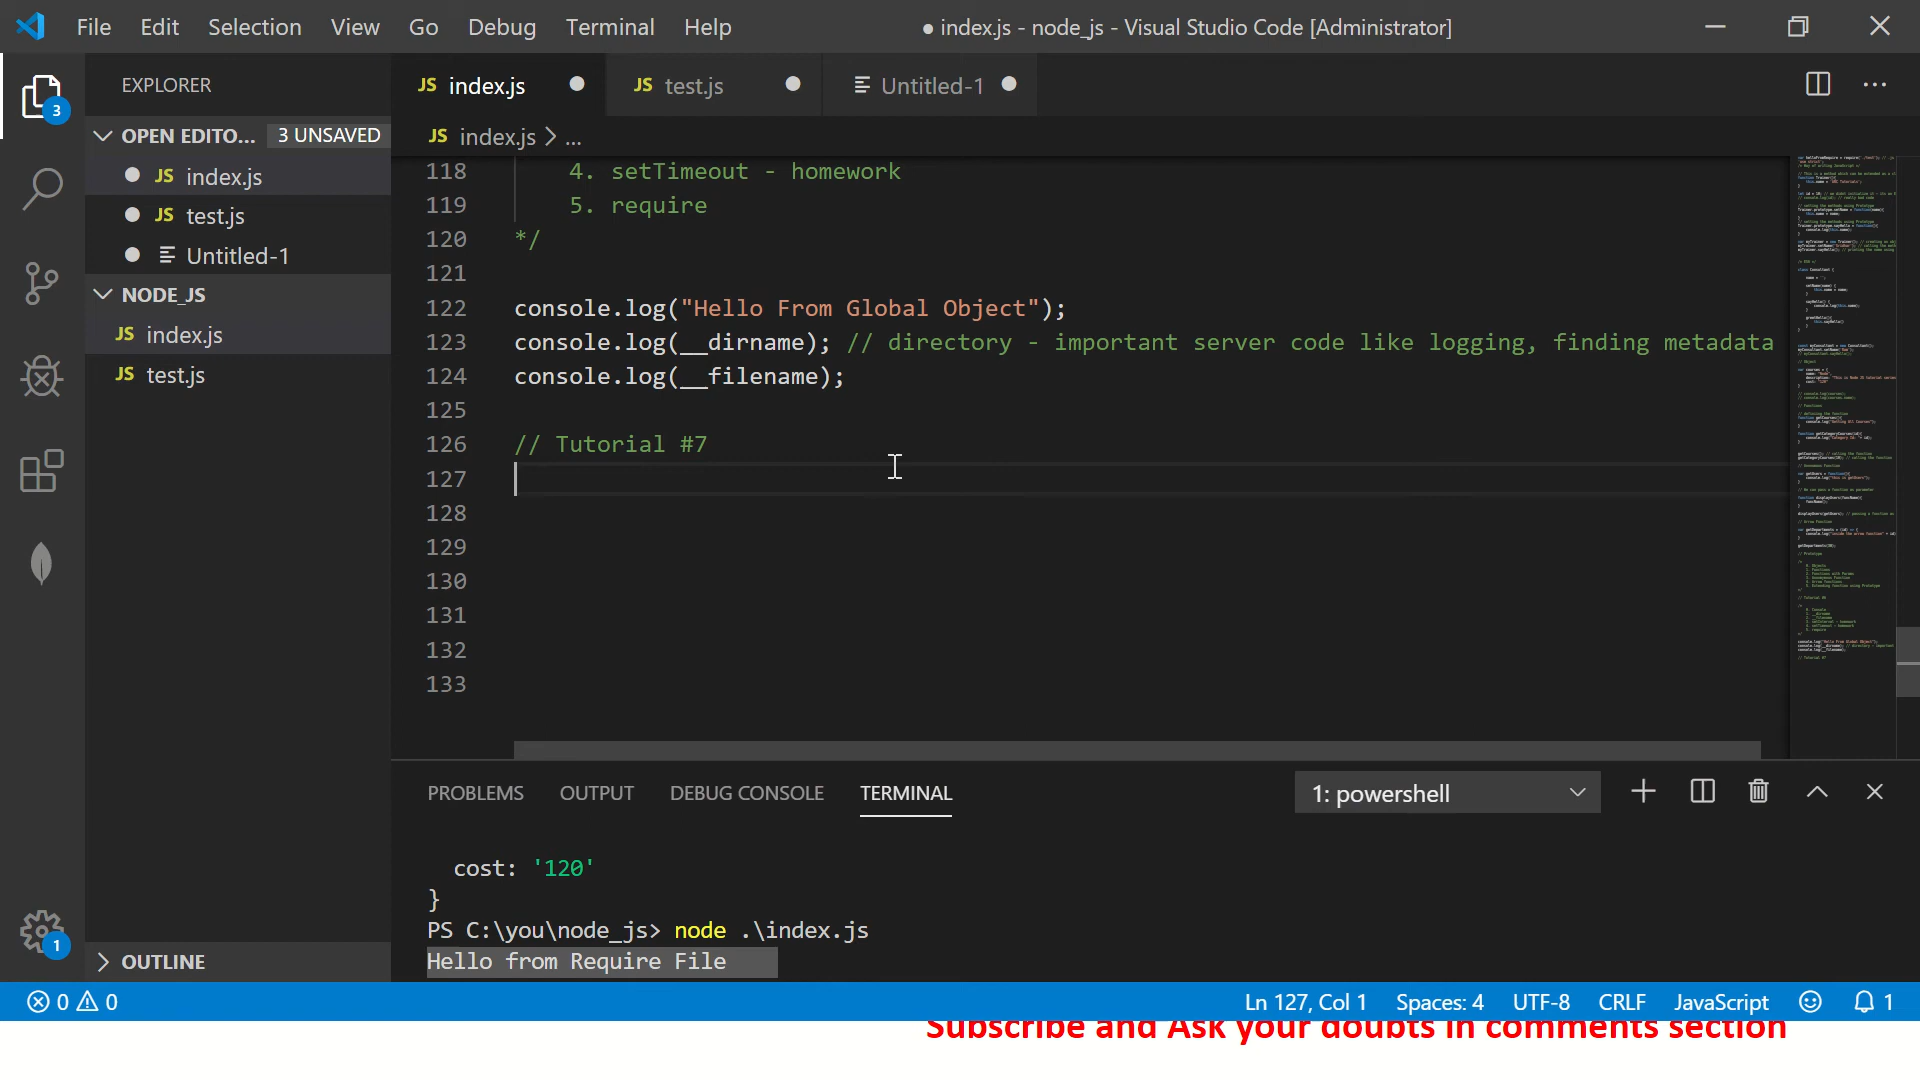 File Edit Selection View Go Debug Terminal Help ● index.js - node_js - Visual Studio Code [Administrator]
EXPLORER
JS index.js
JS test.js
Untitled-1
JS index.js > ...
3
OPEN EDITO... 3 UNSAVED
JS index.js
JS test.js
Untitled-1
NODE_JS
JS index.js
JS test.js
OUTLINE
1
118 4. setTimeout - homework
119 5. require
120 */
121
122 console.log("Hello From Global Object");
123 console.log(__dirname); // directory - important server code like logging, finding metadata
124 console.log(__filename);
125
126 // Tutorial #7
127
128
129
130
131
132
133
PROBLEMS OUTPUT DEBUG CONSOLE TERMINAL 1: powershell
cost: '120'
}
PS C:\you\node_js> node .\index.js
Hello from Require File
0 0 Ln 127, Col 1 Spaces: 4 UTF-8 CRLF JavaScript 1
Subscribe and Ask your doubts in comments section